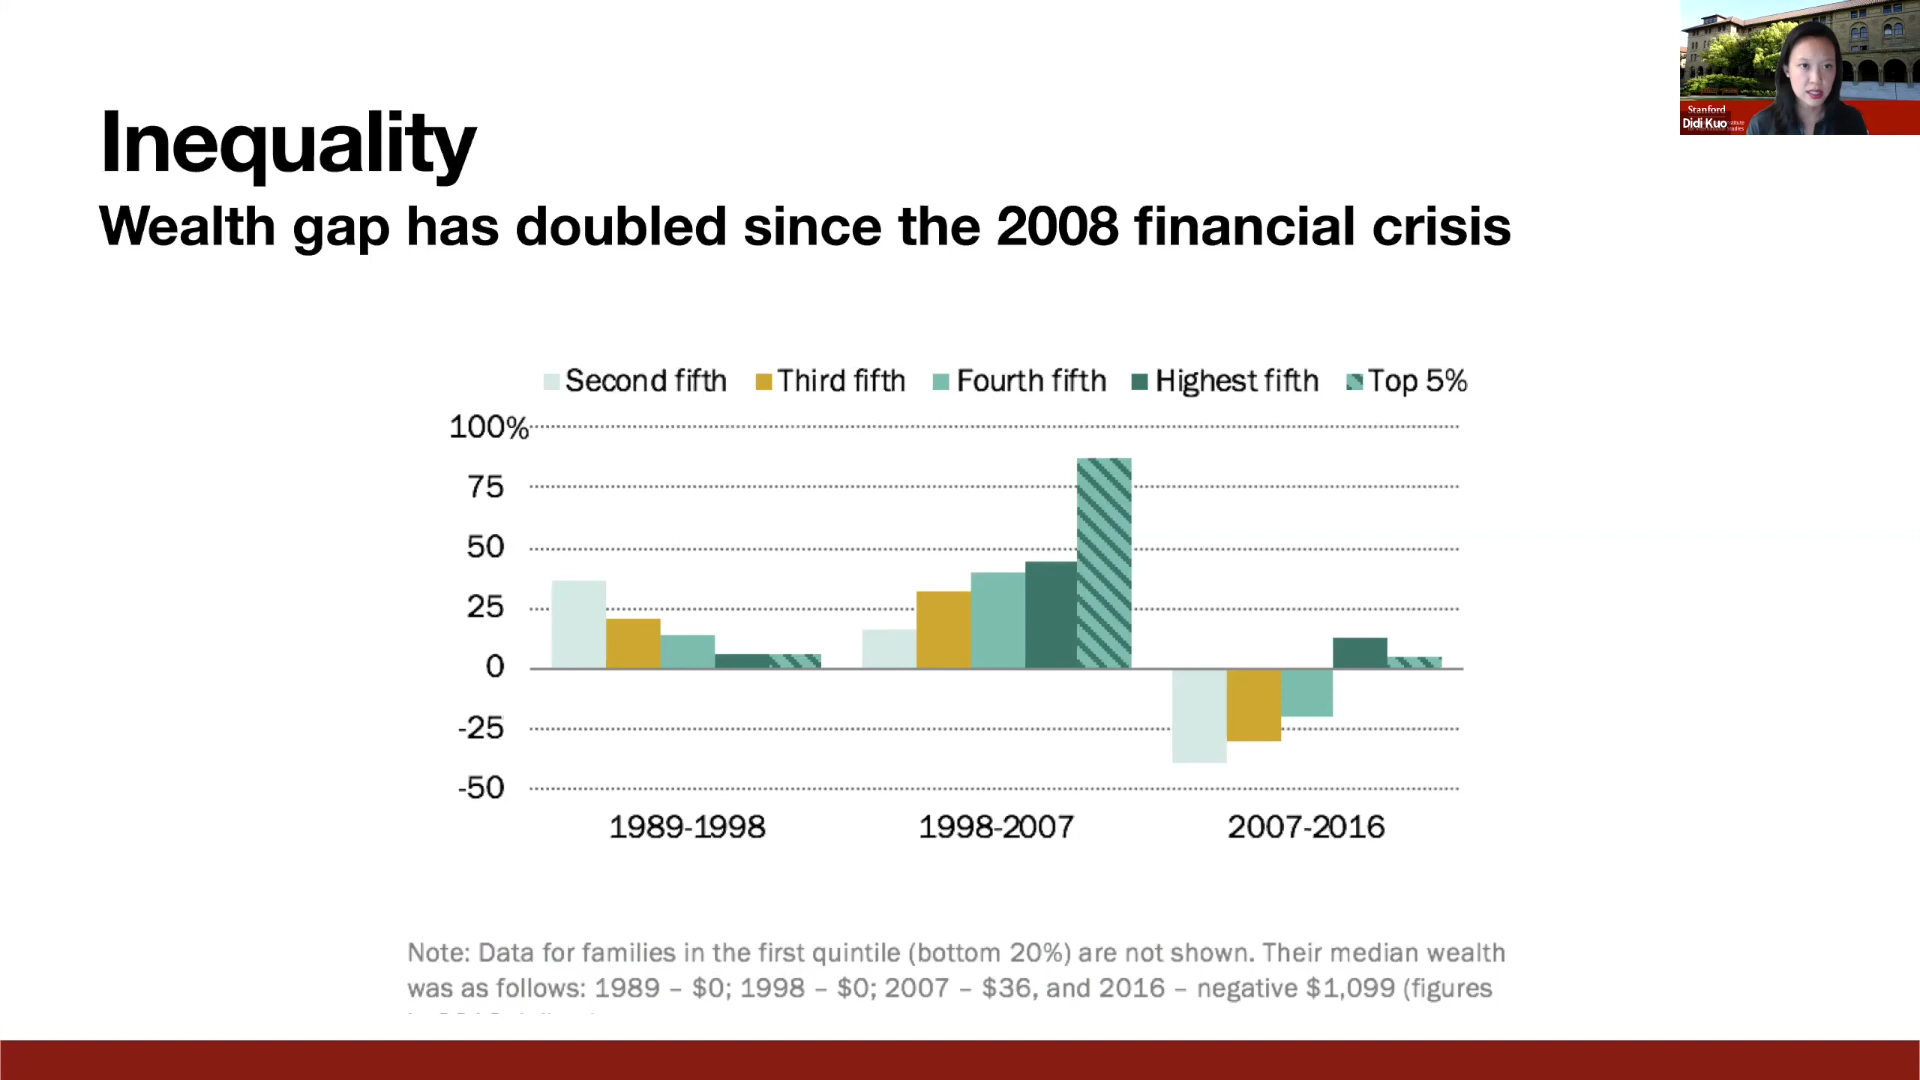 Inequality
Wealth gap has doubled since the 2008 financial crisis
Stanford
Didi Kuo
Second fifth Third fifth Fourth fifth Highest fifth Top 5%
100%
75
50
25
0
-25
-50
1989-1998 1998-2007 2007-2016
Note: Data for families in the first quintile (bottom 20%) are not shown. Their median wealth
was as follows: 1989 – $0; 1998 – $0; 2007 – $36, and 2016 – negative $1,099 (figures